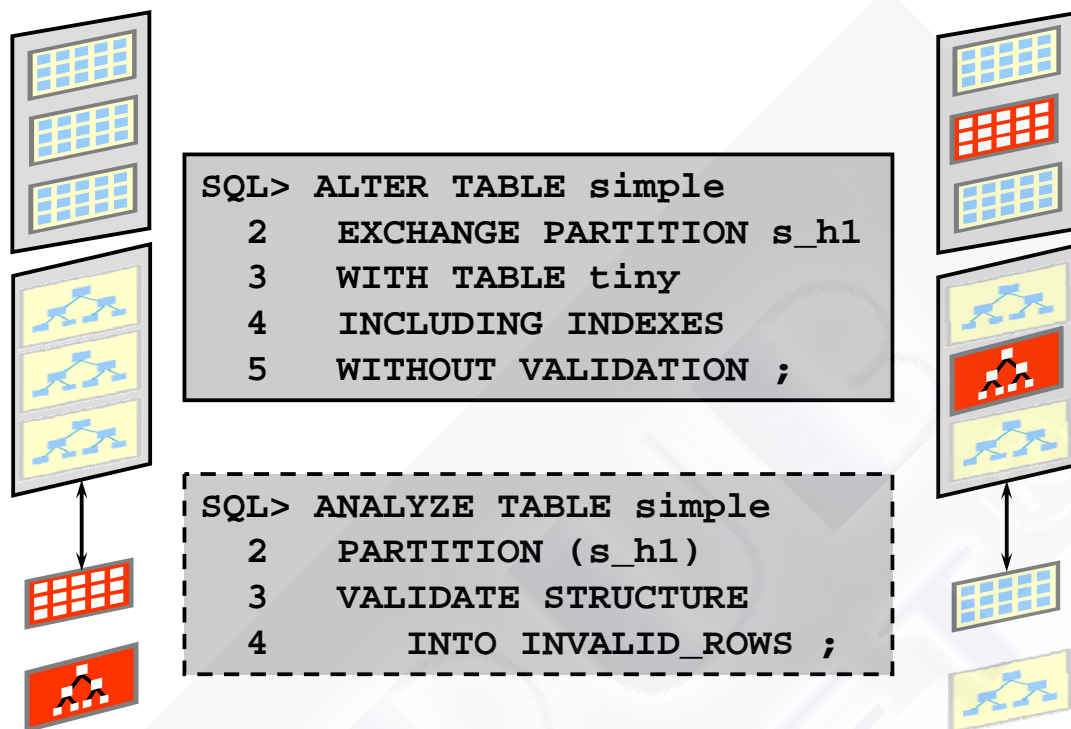 SQL> ALTER TABLE simple
2 EXCHANGE PARTITION s_h1
3 WITH TABLE tiny
4 INCLUDING INDEXES
5 WITHOUT VALIDATION ;
SQL> ANALYZE TABLE simple
2 PARTITION (s_h1)
3 VALIDATE STRUCTURE
4 INTO INVALID_ROWS ;